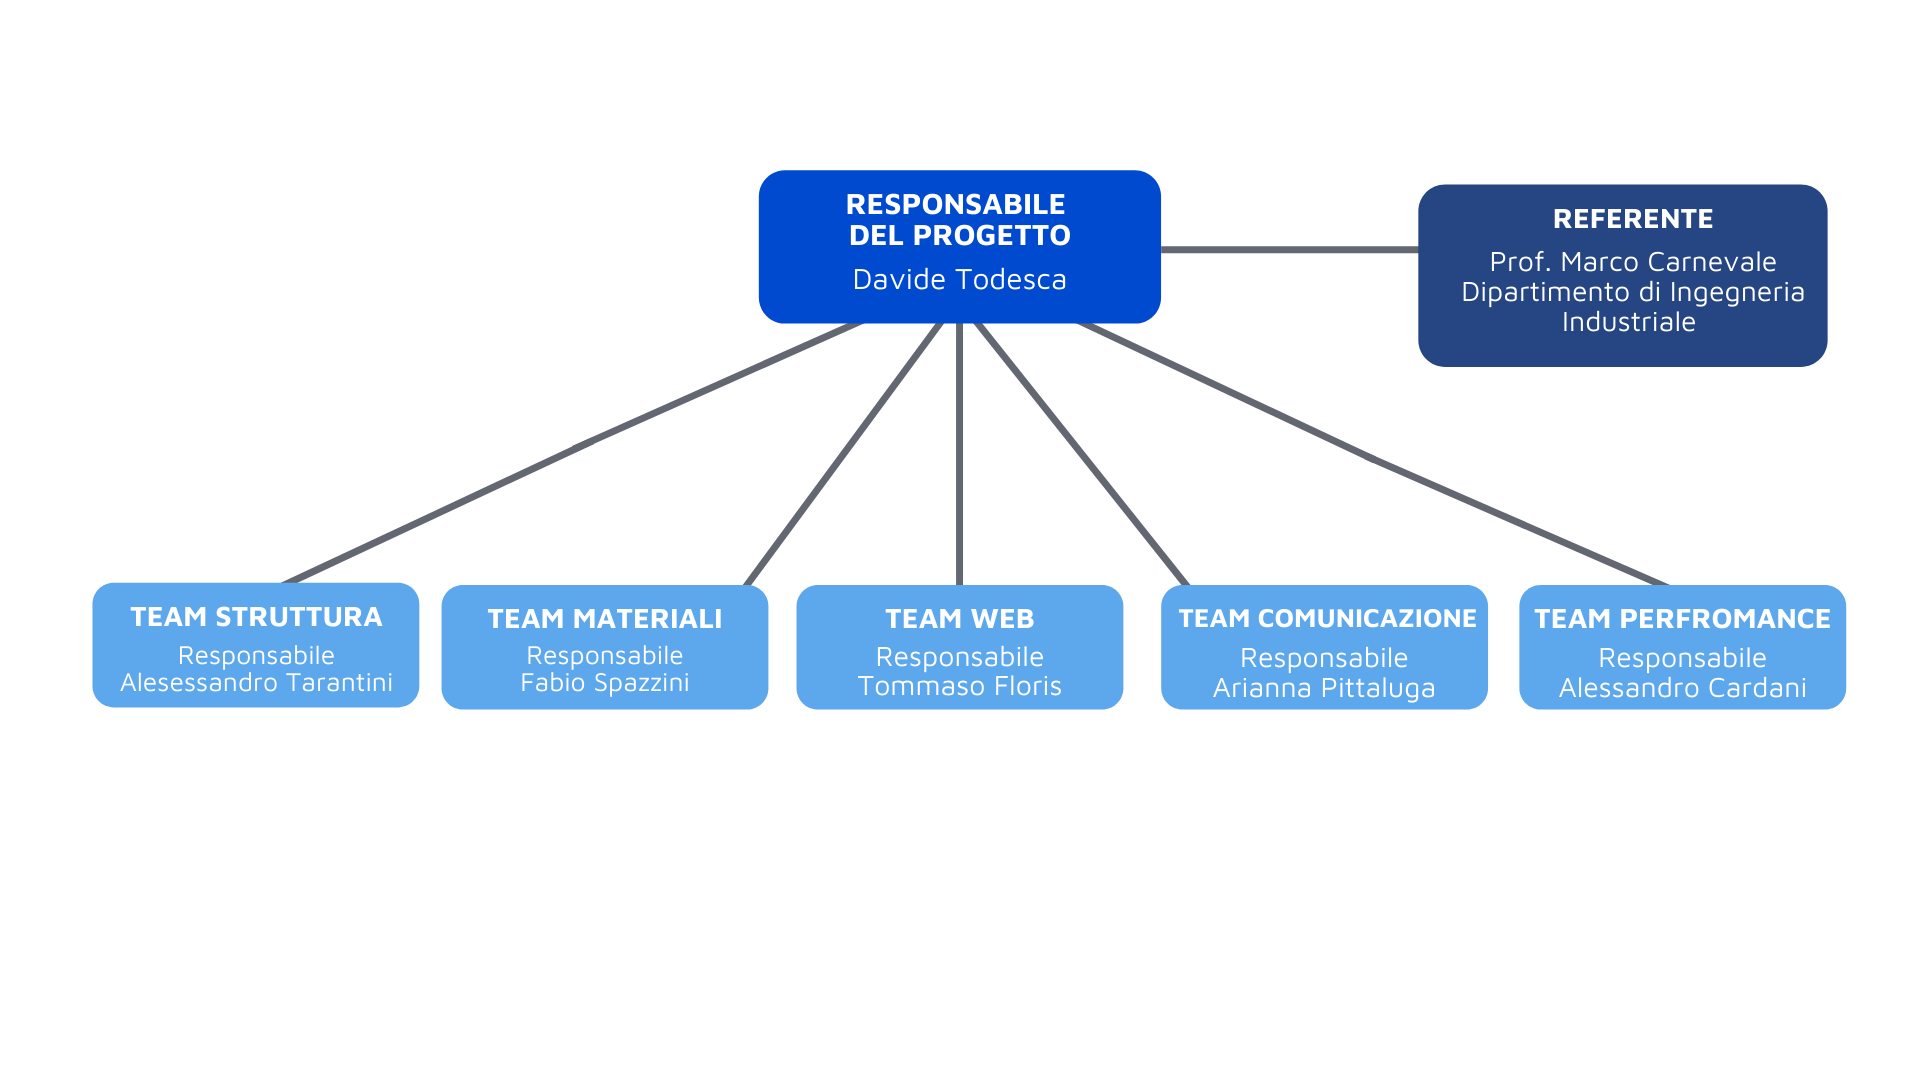 RESPONSABILE
DEL PROGETTO
Davide Todesca
REFERENTE
Prof. Marco Carnevale
Dipartimento di Ingegneria
Industriale
TEAM STRUTTURA
Responsabile
Alesessandro Tarantini
TEAM MATERIALI
Responsabile
Fabio Spazzini
TEAM WEB
Responsabile
Tommaso Floris
TEAM COMUNICAZIONE
Responsabile
Arianna Pittaluga
TEAM PERFROMANCE
Responsabile
Alessandro Cardani